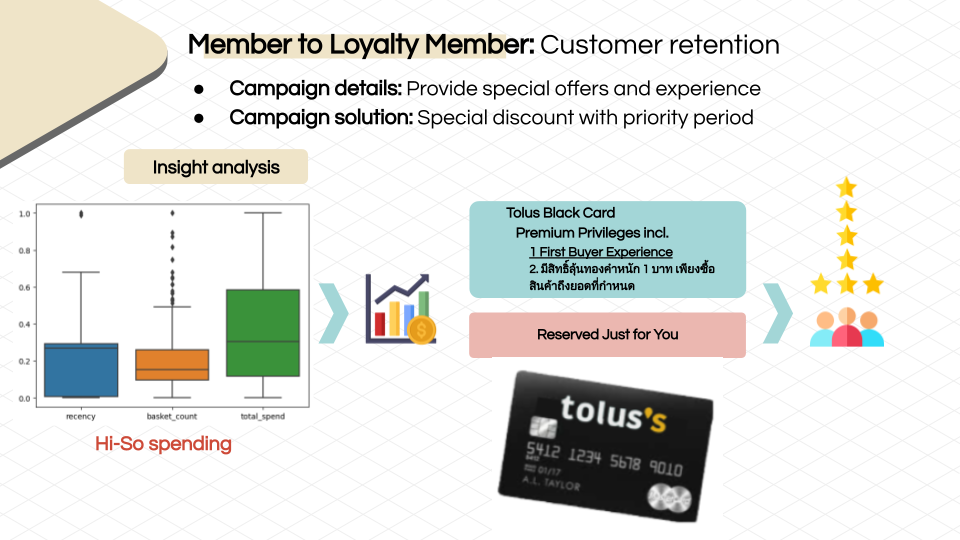 Member to Loyalty Member: Customer retention
● Campaign details: Provide special offers and experience
● Campaign solution: Special discount with priority period
Insight analysis
1.0
0.8
0.6
0.4
0.2
0.0
recency
basket_count
total_spend
Hi-So spending
Tolus Black Card
Premium Privileges incl.
1 First Buyer Experience
2. มีสิทธิ์ลุ้นทองคำหนัก 1 บาท เพียงซื้อ
สินค้าถึงยอดที่กำหนด
Reserved Just for You
tolus's
5412 1234 5678 9010
01/17
A.L. TAYLOR